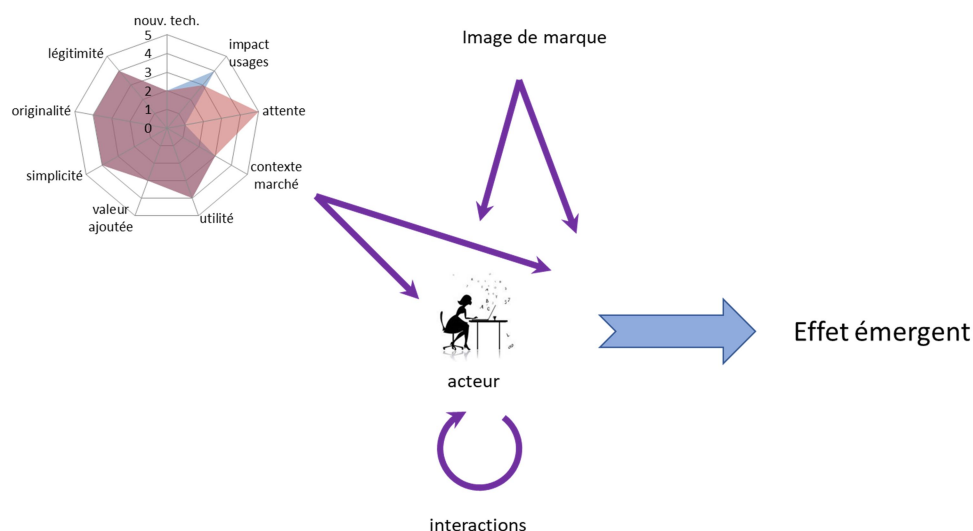 nouv. tech.
impact
usages
attente
contexte
marché
utilité
valeur
ajoutée
simplicité
originalité
légitimité
5
4
3
2
1
0
Image de marque
acteur
interactions
Effet émergent